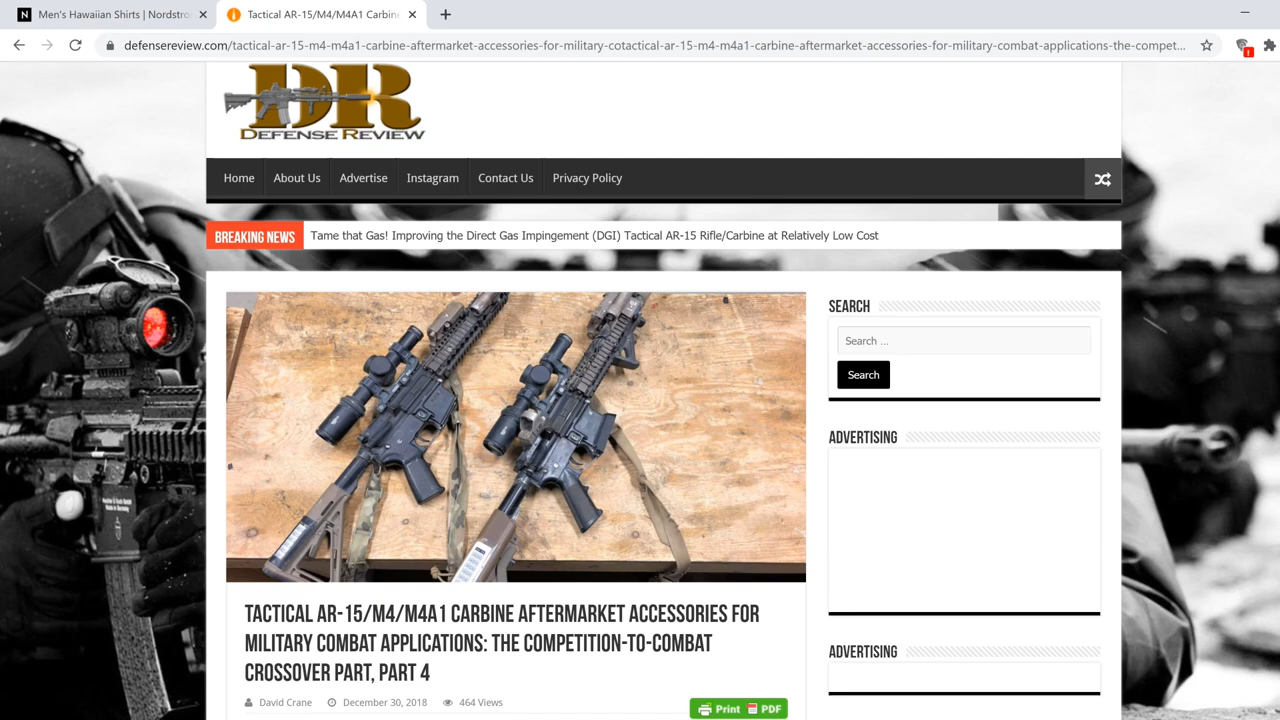 Men's Hawaiian Shirts | Nordstro
Tactical AR-15/M4/M4A1 Carbine
defensereview.com/tactical-ar-15-m4-m4a1-carbine-aftermarket-accessories-for-military-cotactical-ar-15-m4-m4a1-carbine-aftermarket-accessories-for-military-combat-applications-the-compet...
DR
DEFENSE REVIEW
Home About Us Advertise Instagram Contact Us Privacy Policy
BREAKING NEWS Tame that Gas! Improving the Direct Gas Impingement (DGI) Tactical AR-15 Rifle/Carbine at Relatively Low Cost
SEARCH
Search ...
Search
ADVERTISING
ADVERTISING
TACTICAL AR-15/M4/M4A1 CARBINE AFTERMARKET ACCESSORIES FOR
MILITARY COMBAT APPLICATIONS: THE COMPETITION-TO-COMBAT
CROSSOVER PART, PART 4
David Crane December 30, 2018 464 Views Print PDF